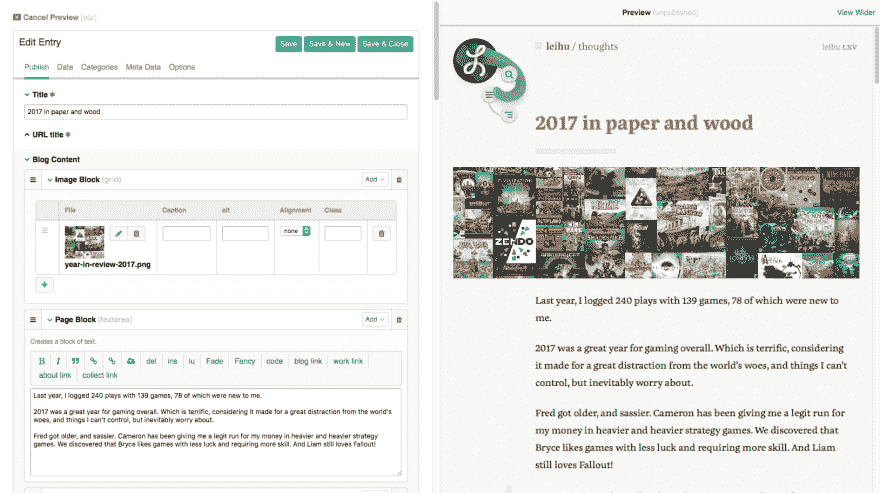 Cancel Preview (esc)
Edit Entry
Save
Save & New
Save & Close
Publish
Date
Categories
Meta Data
Options
Title
2017 in paper and wood
URL title
Blog Content
Image Block (grid)
Add
File
Caption
alt
Alignment
Class
none
year-in-review-2017.png
Page Block (textarea)
Add
Creates a block of text.
B I del ins lu Fade Fancy code blog link work link
about link collect link
Last year, I logged 240 plays with 139 games, 78 of which were new to me.
2017 was a great year for gaming overall. Which is terrific, considering it made for a great distraction from the world's
woes, and things I can't control, but inevitably worry about.
Fred got older, and sassier. Cameron has been giving me a legit run for my money in heavier and heavier strategy
games. We discovered that Bryce likes games with less luck and requiring more skill. And Liam still loves Fallout!
Preview (unpublished)
View Wider
leihu / thoughts
leihu LXV
2017 in paper and wood
ZENDO
Last year, I logged 240 plays with 139 games, 78 of which were new to
me.
2017 was a great year for gaming overall. Which is terrific, considering
it made for a great distraction from the world's woes, and things I can't
control, but inevitably worry about.
Fred got older, and sassier. Cameron has been giving me a legit run for
my money in heavier and heavier strategy games. We discovered that
Bryce likes games with less luck and requiring more skill. And Liam
still loves Fallout!